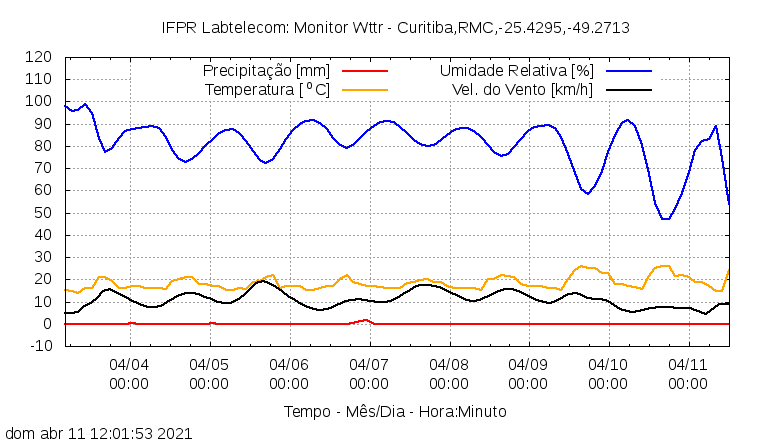 IFPR Labtelecom: Monitor Wttr - Curitiba,RMC,-25.4295,-49.2713
120
110
100
90
80
70
60
50
40
30
20
10
0
-10
Precipitação [mm]
Temperatura [⁰C]
Umidade Relativa [%]
Vel. do Vento [km/h]
04/04 04/05 04/06 04/07 04/08 04/09 04/10 04/11
00:00 00:00 00:00 00:00 00:00 00:00 00:00 00:00
Tempo - Mês/Dia - Hora:Minuto
dom abr 11 12:01:53 2021